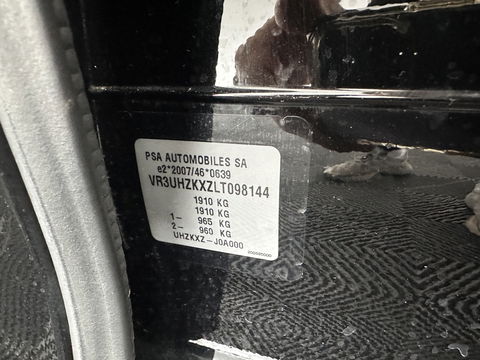 PSA AUTOMOBILES SA
e2*2007/46*0639
VR3UHZKXZLT098144
1910 KG
1910 KG
1- 965 KG
2- 960 KG
UHZKXZ-J0A000